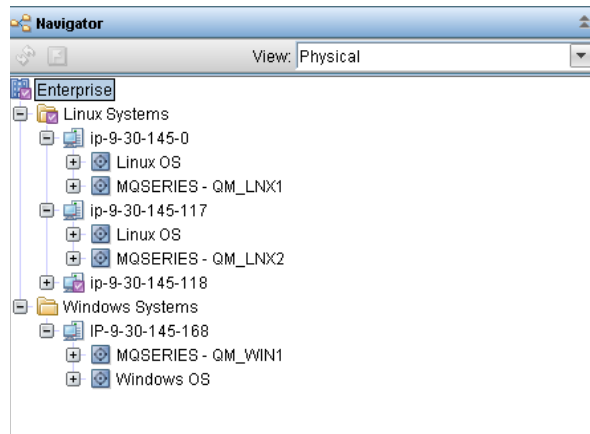 Navigator
View: Physical
Enterprise
Linux Systems
ip-9-30-145-0
Linux OS
MQSERIES - QM_LNX1
ip-9-30-145-117
Linux OS
MQSERIES - QM_LNX2
ip-9-30-145-118
Windows Systems
IP-9-30-145-168
MQSERIES - QM_WIN1
Windows OS